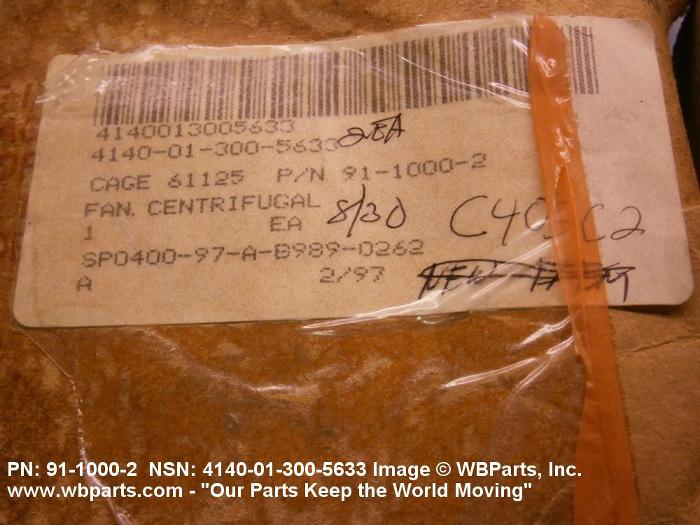 4140013005633
4140-01-300-5633 2EA
CAGE 61125 P/N 91-1000-2
FAN. CENTRIFUGAL
1 EA 8/30
SP0400-97-A-B989-0262
A 2/97 NEW
PN: 91-1000-2 NSN: 4140-01-300-5633 Image © WBParts, Inc.
www.wbparts.com - "Our Parts Keep the World Moving"